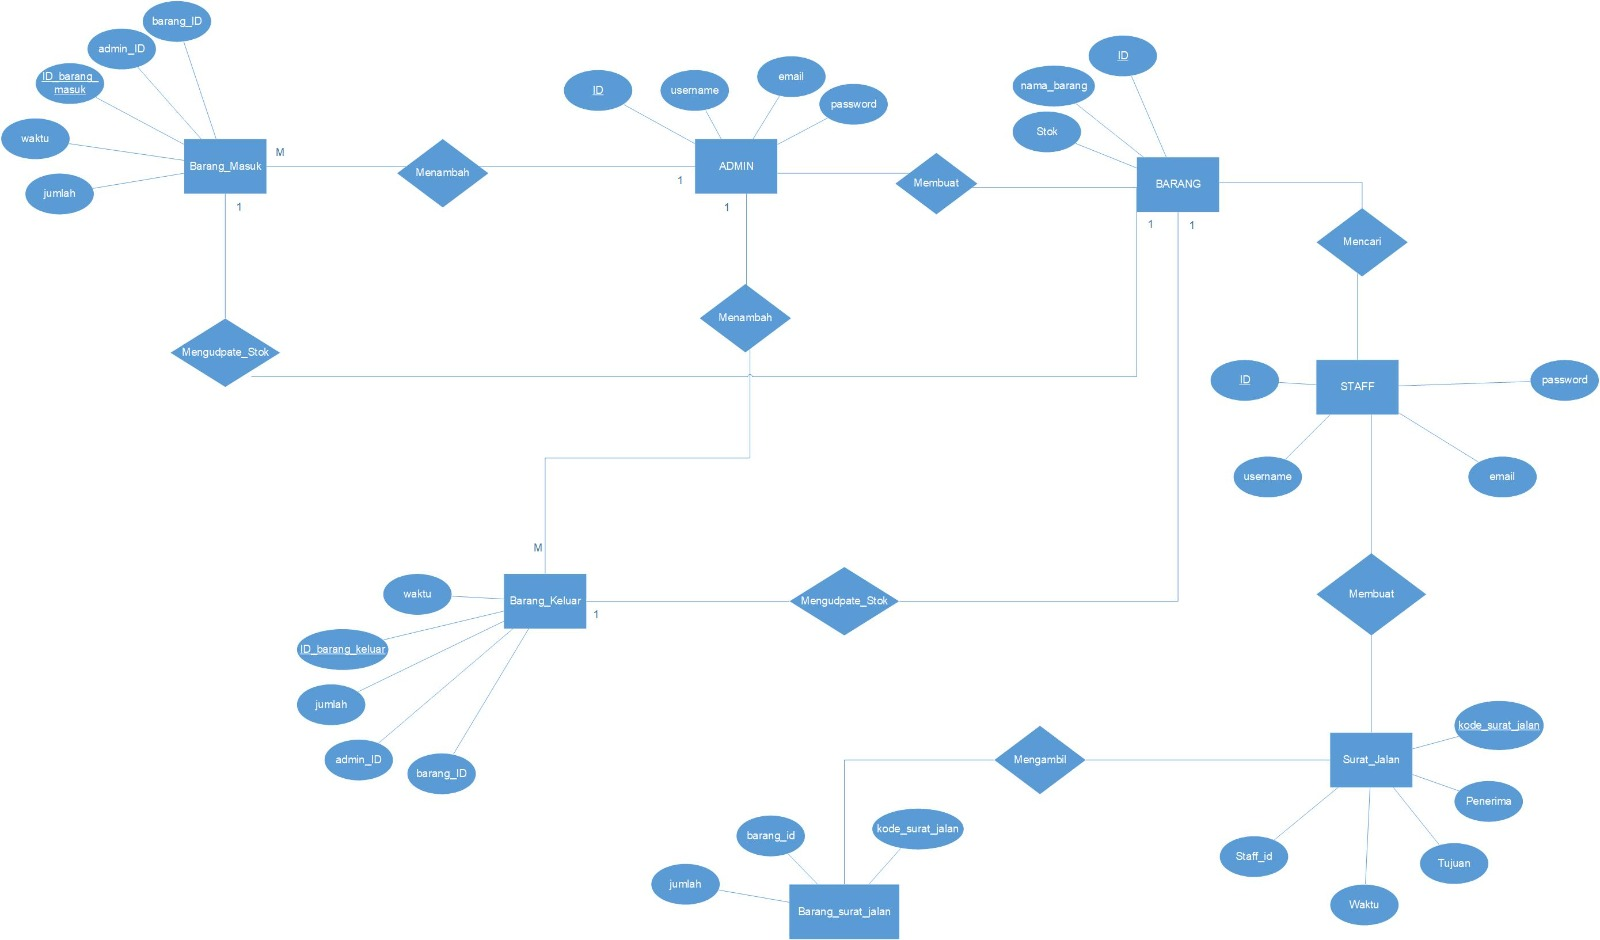 barang_ID
admin_ID
ID_barang_
masuk
waktu
jumlah
Barang_Masuk
M
1
Menambah
ID
username
email
password
ADMIN
1
1
Membuat
ID
nama_barang
Stok
BARANG
1
1
Mencari
Mengudpate_Stok
Menambah
ID
STAFF
password
username
email
M
waktu
Barang_Keluar
1
Mengudpate_Stok
Membuat
ID_barang_keluar
jumlah
admin_ID
barang_ID
Mengambil
Surat_Jalan
kode_surat_jalan
Penerima
Staff_id
Tujuan
Waktu
barang_id
kode_surat_jalan
jumlah
Barang_surat_jalan